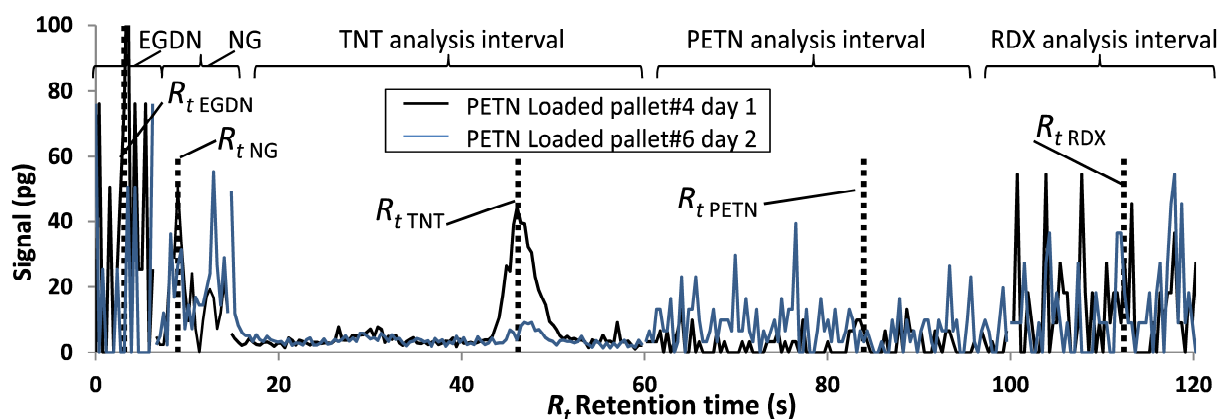 100
80
60
40
20
0
Signal (pg)
EGDN
NG
TNT analysis interval
PETN analysis interval
RDX analysis interval
Rt EGDN
Rt NG
Rt TNT
Rt PETN
Rt RDX
PETN Loaded pallet#4 day 1
PETN Loaded pallet#6 day 2
0 20 40 60 80 100 120
Rt Retention time (s)